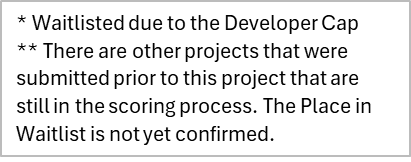 * Waitlisted due to the Developer Cap
** There are other projects that were
submitted prior to this project that are
still in the scoring process. The Place in
Waitlist is not yet confirmed.